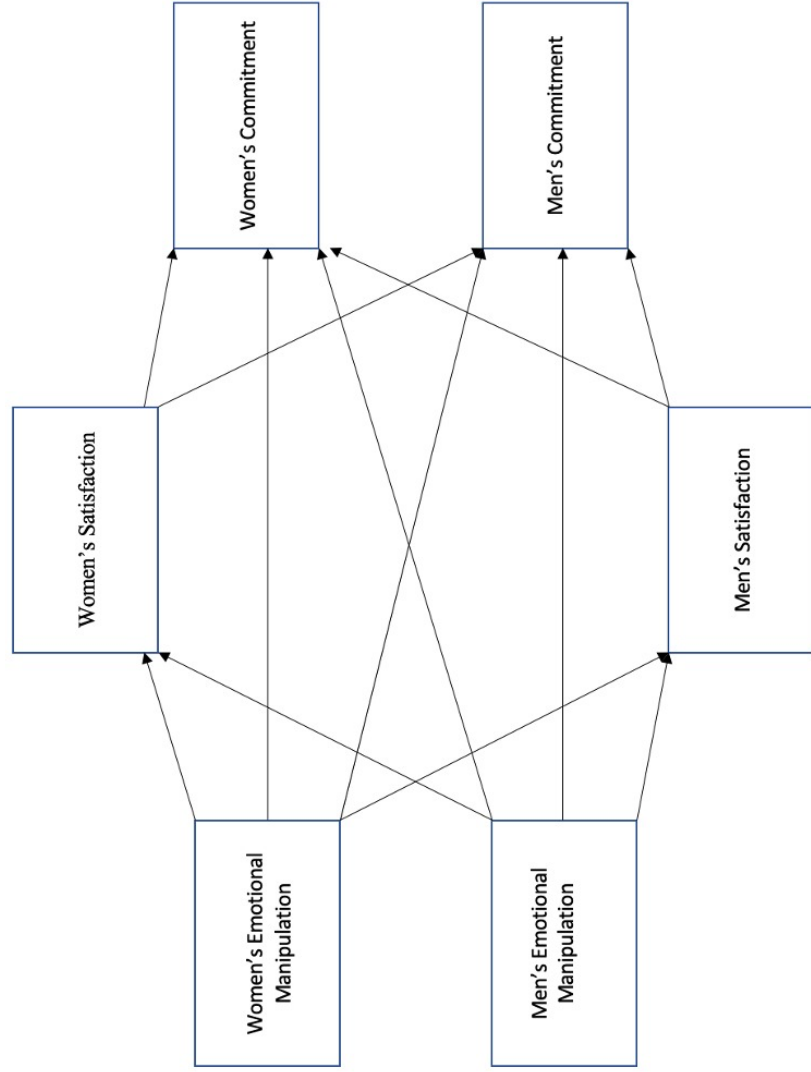 Women's Satisfaction
Women's Emotional
Manipulation
Women's Commitment
Men's Emotional
Manipulation
Men's Commitment
Men's Satisfaction